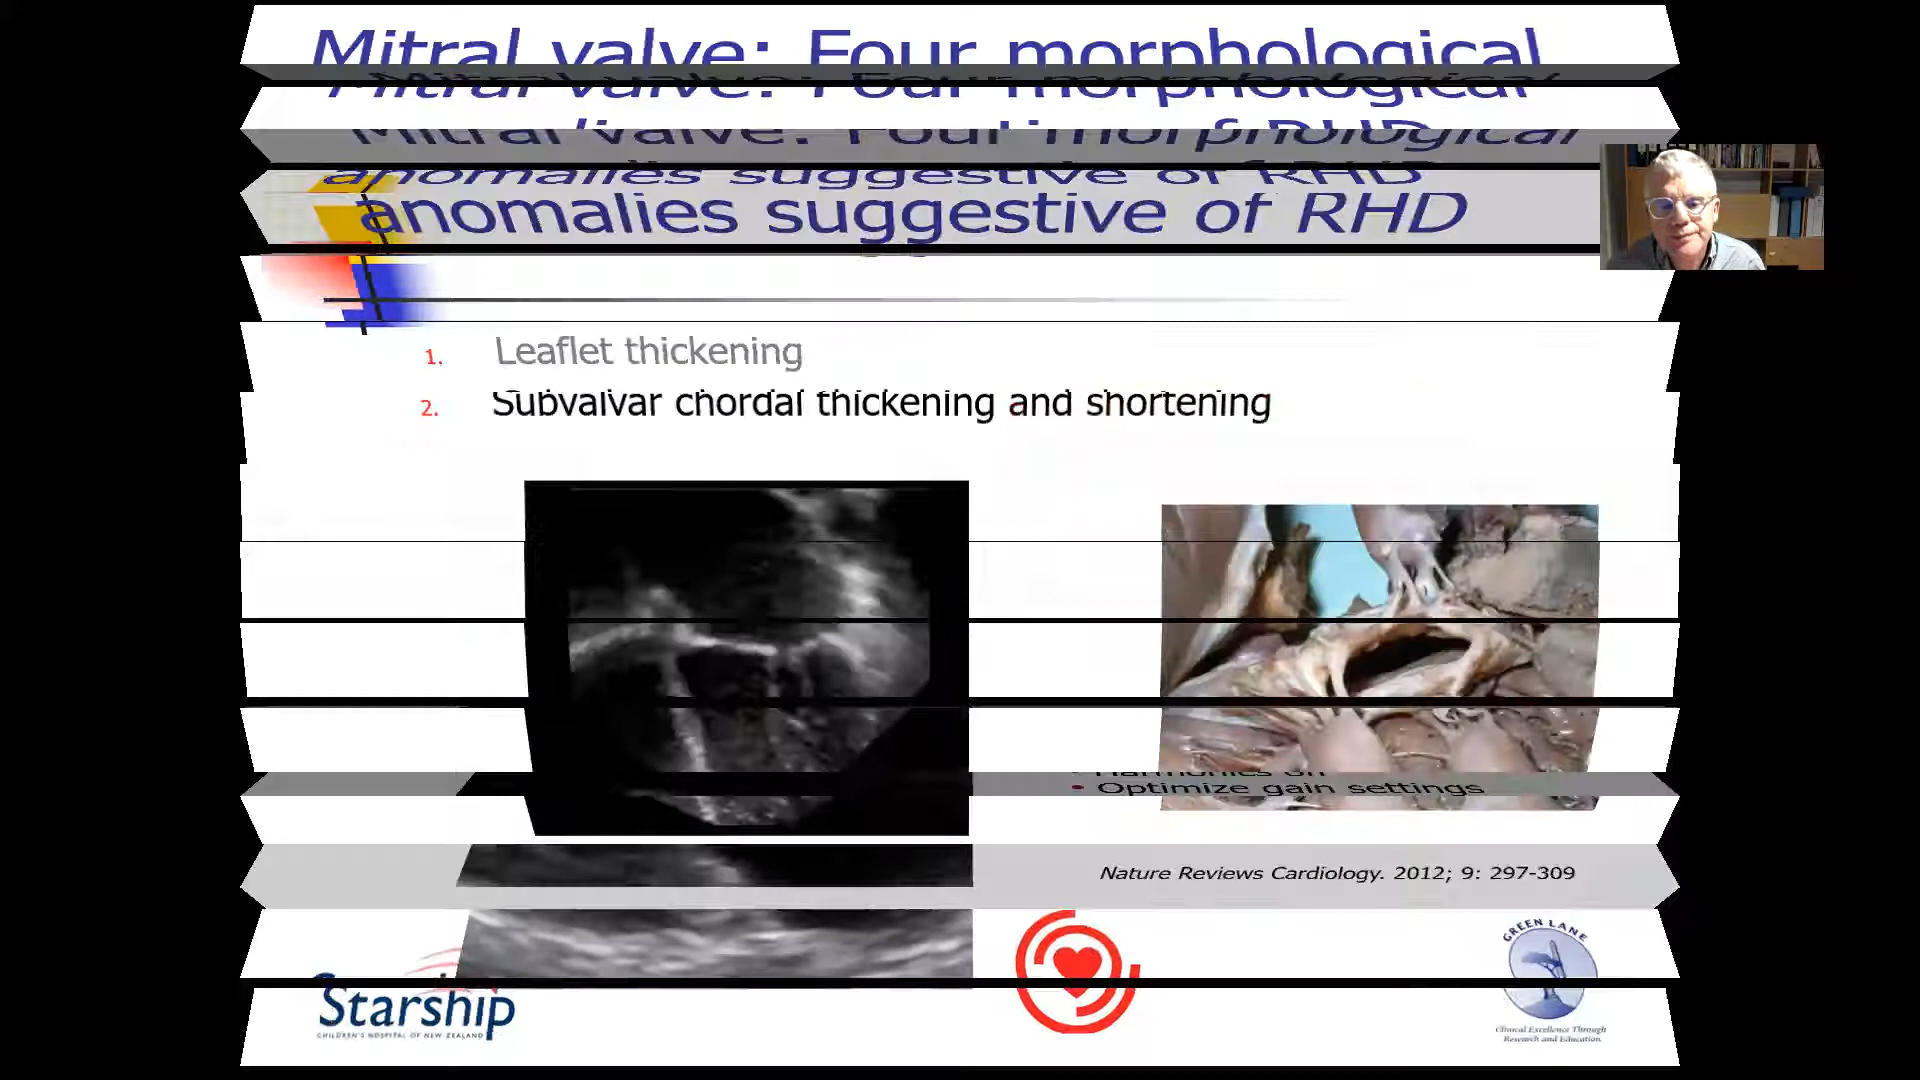 Mitral valve: Four morphological
Mitral valve: Four morphological
Mitral valve: Four morphological
anomalies suggestive of RHD
anomalies suggestive of RHD
1. Leaflet thickening
2. Subvalvar chordal thickening and shortening
• Harmonics on
• Optimize gain settings
Nature Reviews Cardiology. 2012; 9: 297-309
Starship
CHILDREN'S HOSPITAL OF NEW ZEALAND
GREEN LANE
Clinical Excellence Through
Research and Education